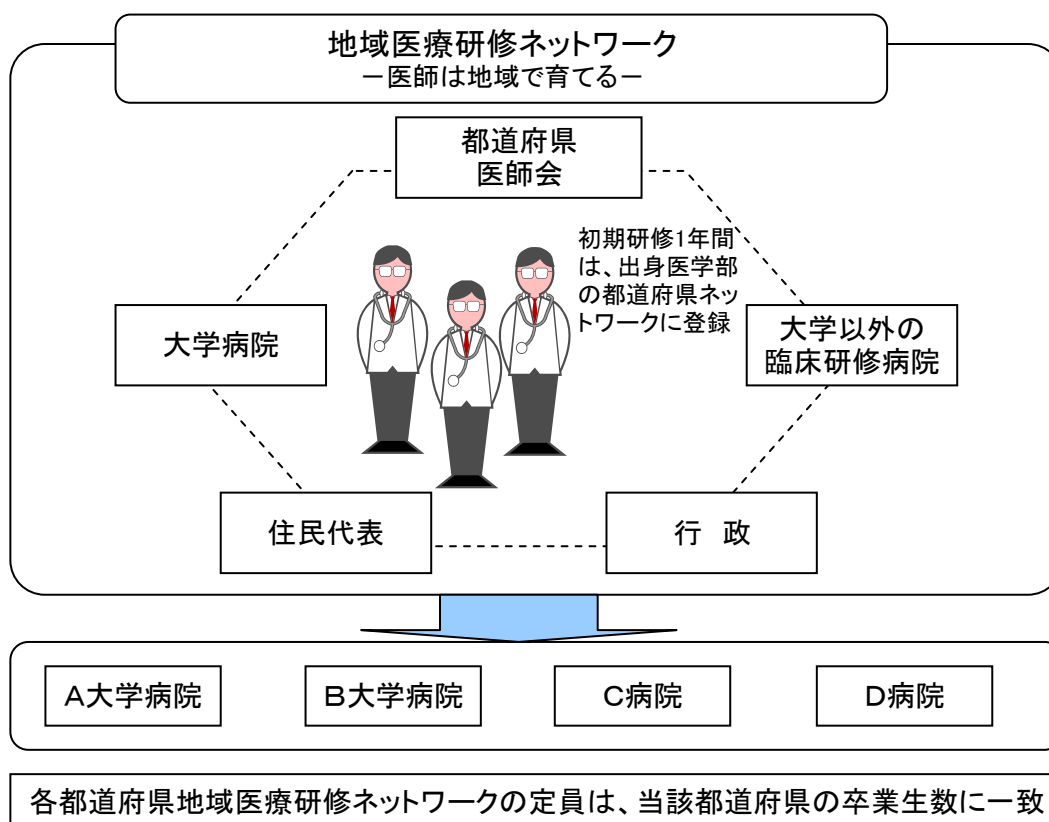 地域医療研修ネットワーク
－医師は地域で育てる－
都道府県
医師会
初期研修1年間
は、出身医学部
の都道府県ネッ
トワークに登録
大学病院
大学以外の
臨床研修病院
住民代表
行 政
A大学病院
B大学病院
C病院
D病院
各都道府県地域医療研修ネットワークの定員は、当該都道府県の卒業生数に一致